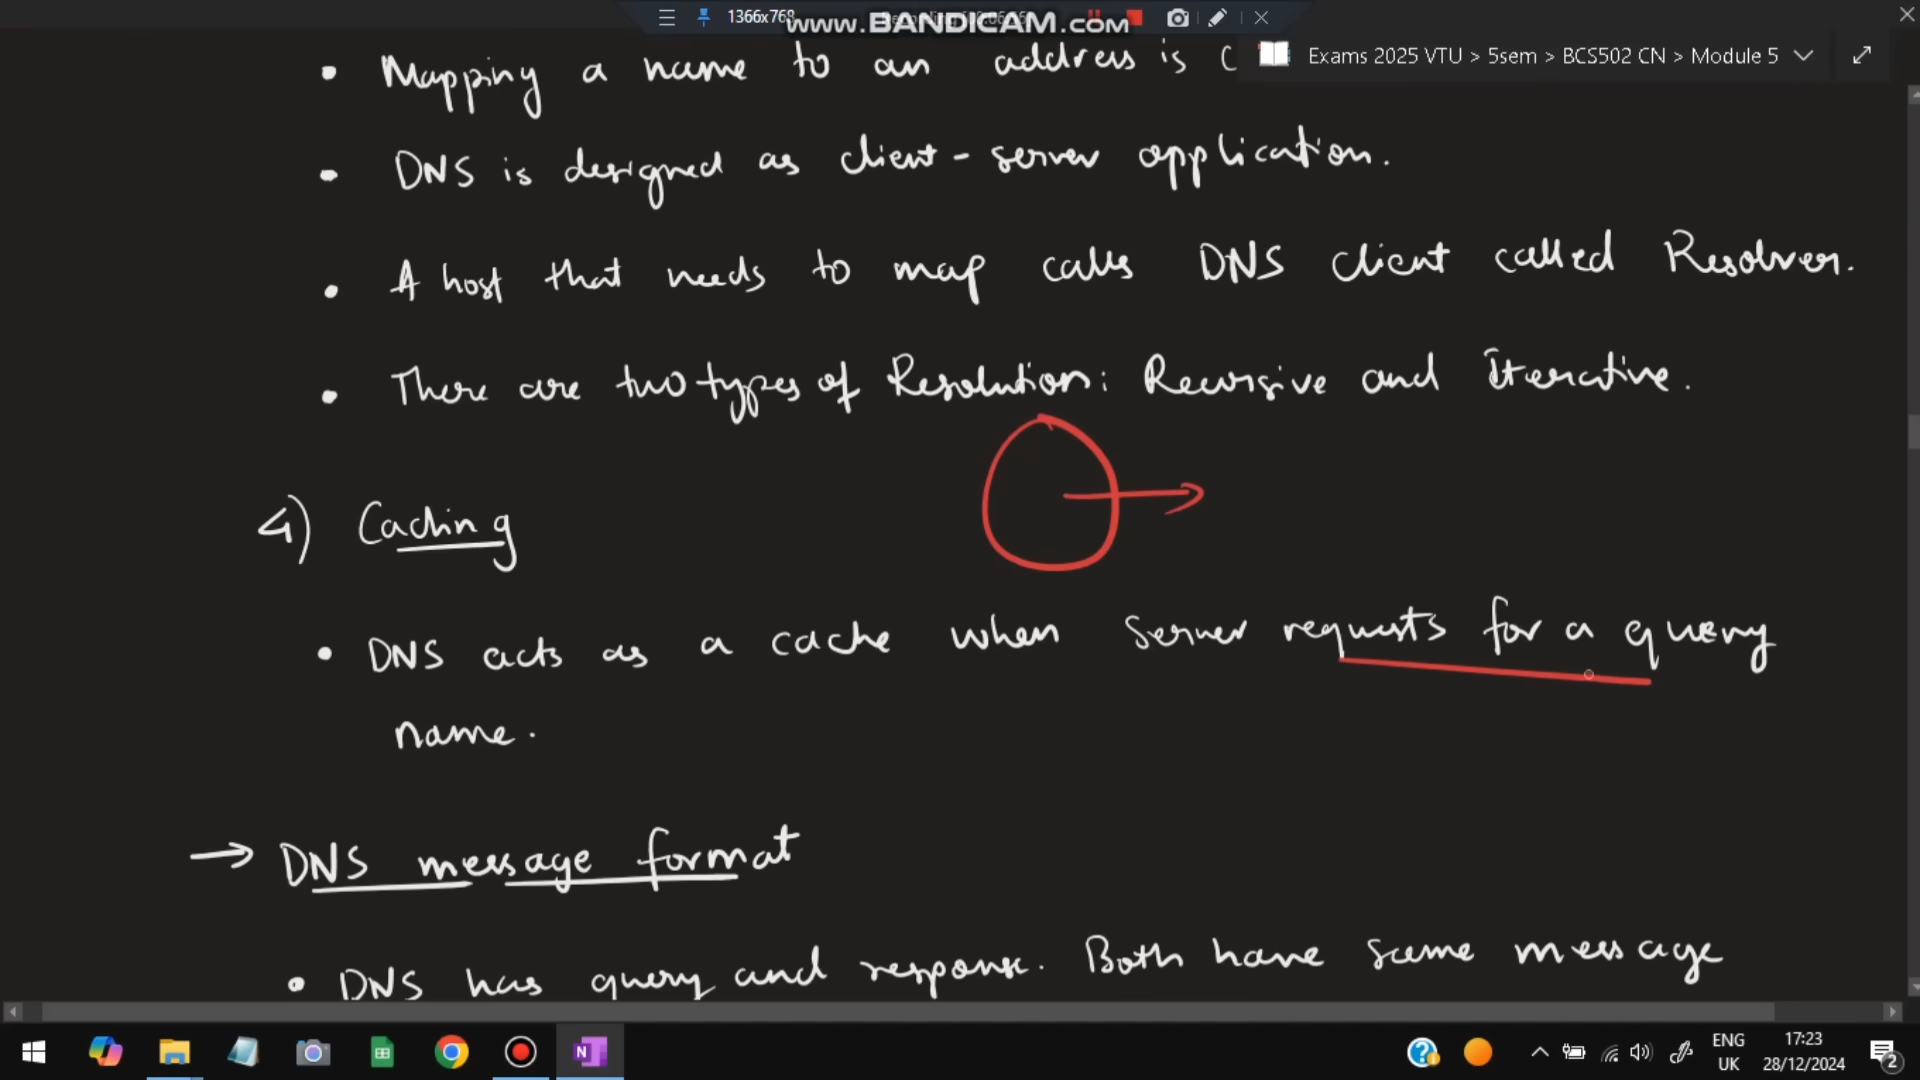 1366x768
www.BANDICAM.com
• Mapping a name to an address is c
Exams 2025 VTU > 5sem > BCS502 CN > Module 5
• DNS is designed as client-server application.
• A host that needs to map calls DNS client called Resolver.
• There are two types of Resolution: Recursive and Iterative.
4) Caching
• DNS acts as a cache when server requests for a query
name.
→ DNS message format
• DNS has query and response. Both have same message
ENG
17:23
UK
28/12/2024
2